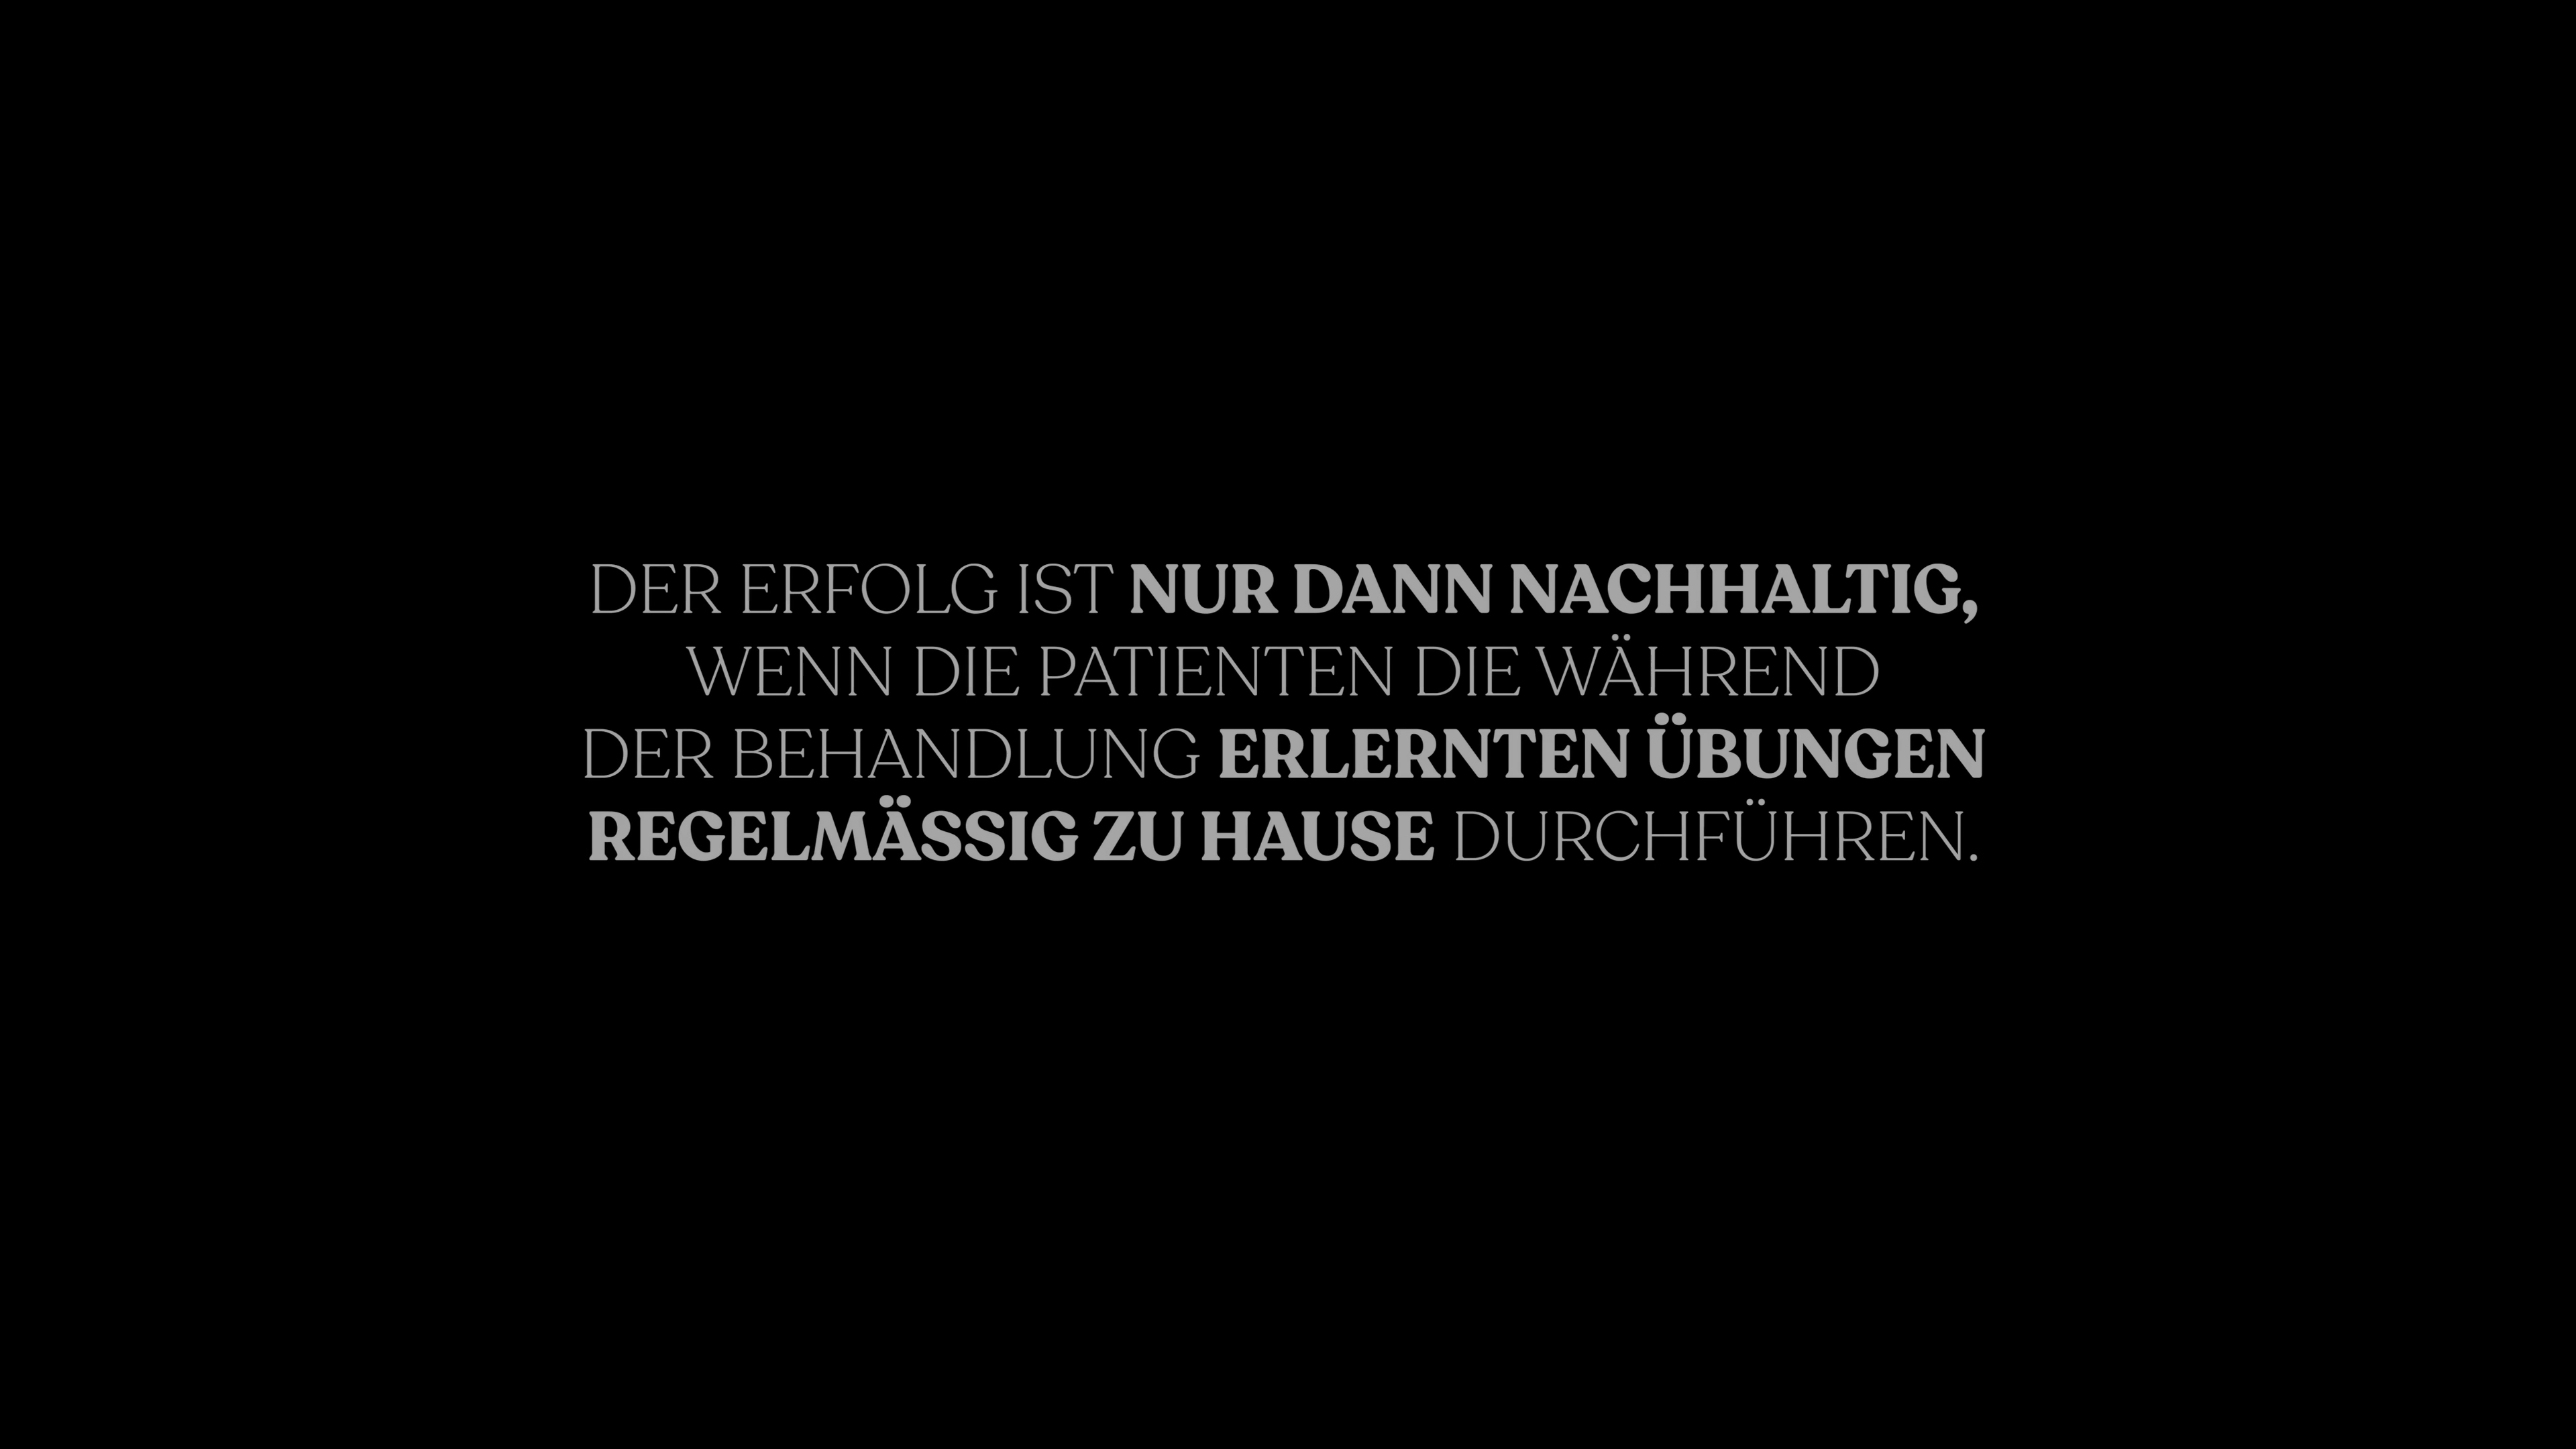 DER ERFOLG IST NUR DANN NACHHALTIG,
WENN DIE PATIENTEN DIE WÄHREND
DER BEHANDLUNG ERLERNTEN ÜBUNGEN
REGELMÄSSIG ZU HAUSE DURCHFÜHREN.